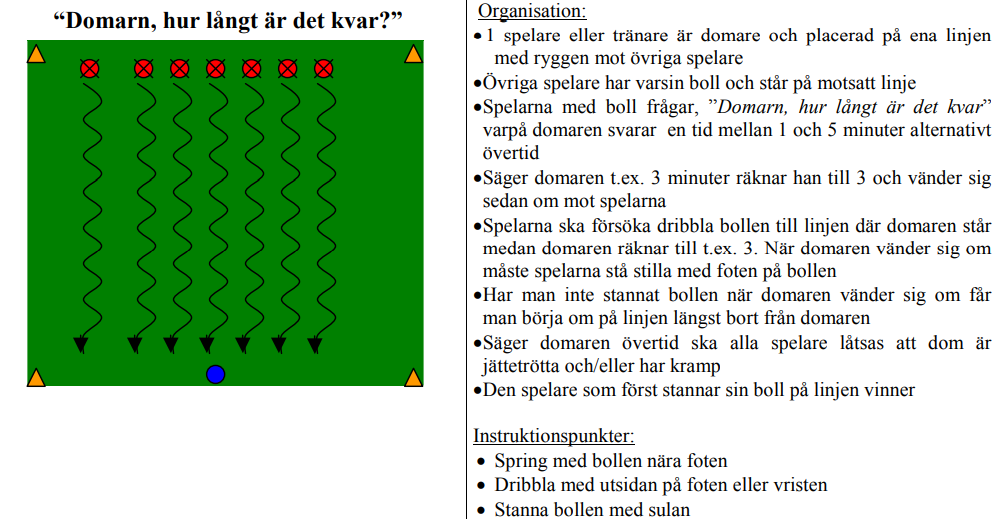 “Domarn, hur långt är det kvar?”
Organisation:
•1 spelare eller tränare är domare och placerad på ena linjen
med ryggen mot övriga spelare
•Övriga spelare har varsin boll och står på motsatt linje
•Spelarna med boll frågar, ”Domarn, hur långt är det kvar”
varpå domaren svarar en tid mellan 1 och 5 minuter alternativt
övertid
•Säger domaren t.ex. 3 minuter räknar han till 3 och vänder sig
sedan om mot spelarna
•Spelarna ska försöka dribbla bollen till linjen där domaren står
medan domaren räknar till t.ex. 3. När domaren vänder sig om
måste spelarna stå stilla med foten på bollen
•Har man inte stannat bollen när domaren vänder sig om får
man börja om på linjen längst bort från domaren
•Säger domaren övertid ska alla spelare låtsas att dom är
jättetrötta och/eller har kramp
•Den spelare som först stannar sin boll på linjen vinner
Instruktionspunkter:
• Spring med bollen nära foten
• Dribbla med utsidan på foten eller vristen
• Stanna bollen med sulan